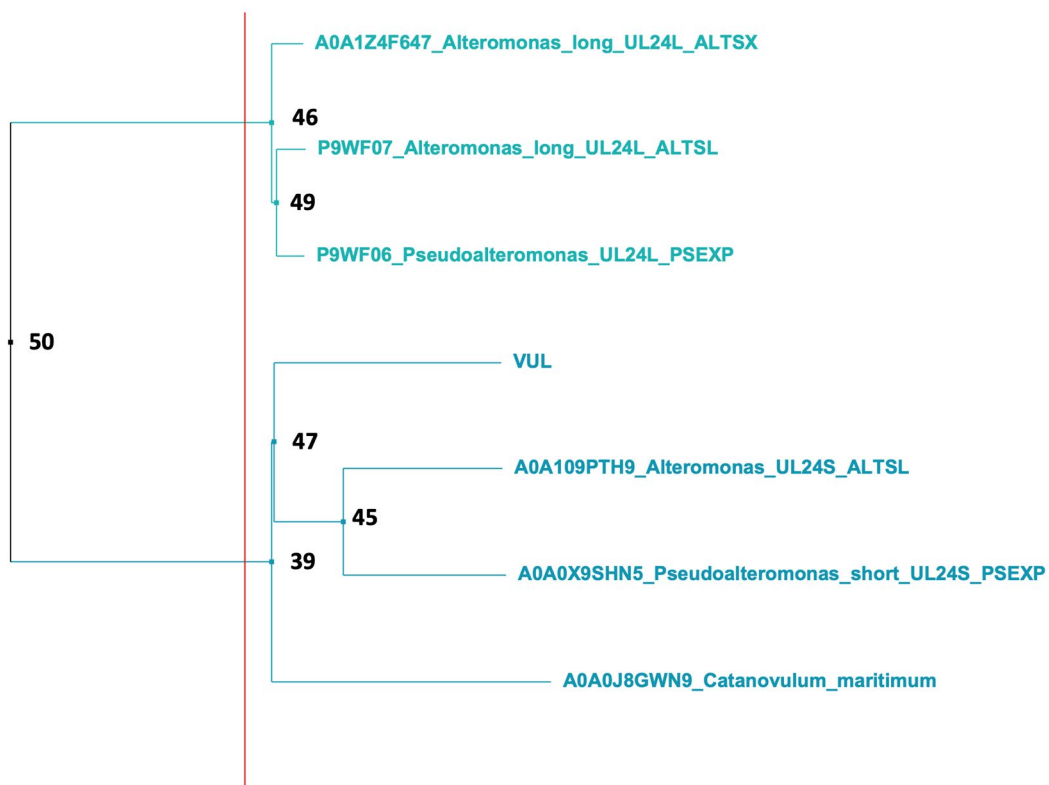 A0A1Z4F647_Alteromonas_long_UL24L_ALTSX
46
P9WF07_Alteromonas_long_UL24L_ALTSL
49
P9WF06_Pseudoalteromonas_UL24L_PSEXP
50
VUL
47
A0A109PTH9_Alteromonas_UL24S_ALTSL
45
39
A0A0X9SHN5_Pseudoalteromonas_short_UL24S_PSEXP
A0A0J8GWN9_Catanovulum_maritimum